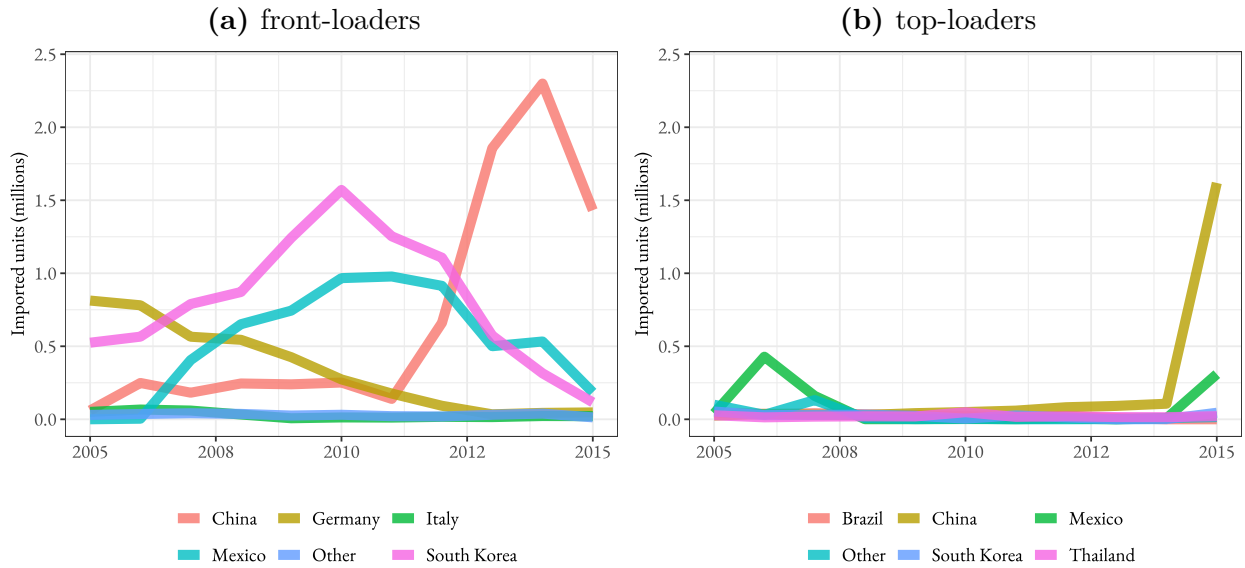 (a) front-loaders
Imported units (millions)
2.5
2.0
1.5
1.0
0.5
0.0
2005 2008 2010 2012 2015
China Germany Italy
Mexico Other South Korea
(b) top-loaders
Imported units (millions)
2.5
2.0
1.5
1.0
0.5
0.0
2005 2008 2010 2012 2015
Brazil China Mexico
Other South Korea Thailand